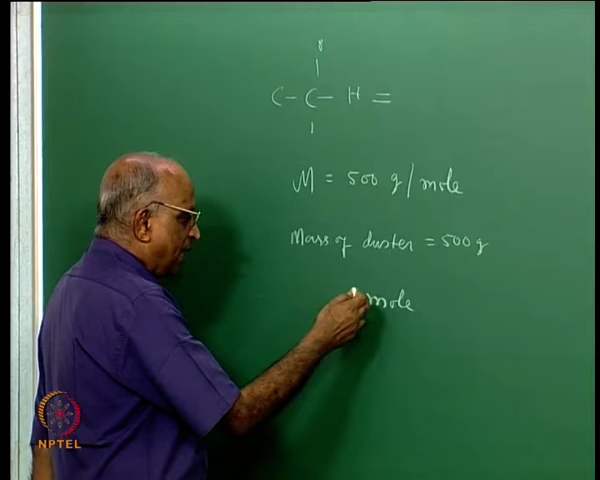 C - C - H =
M = 500 g/mole
Mass of duster = 500 g
mole
NPTEL